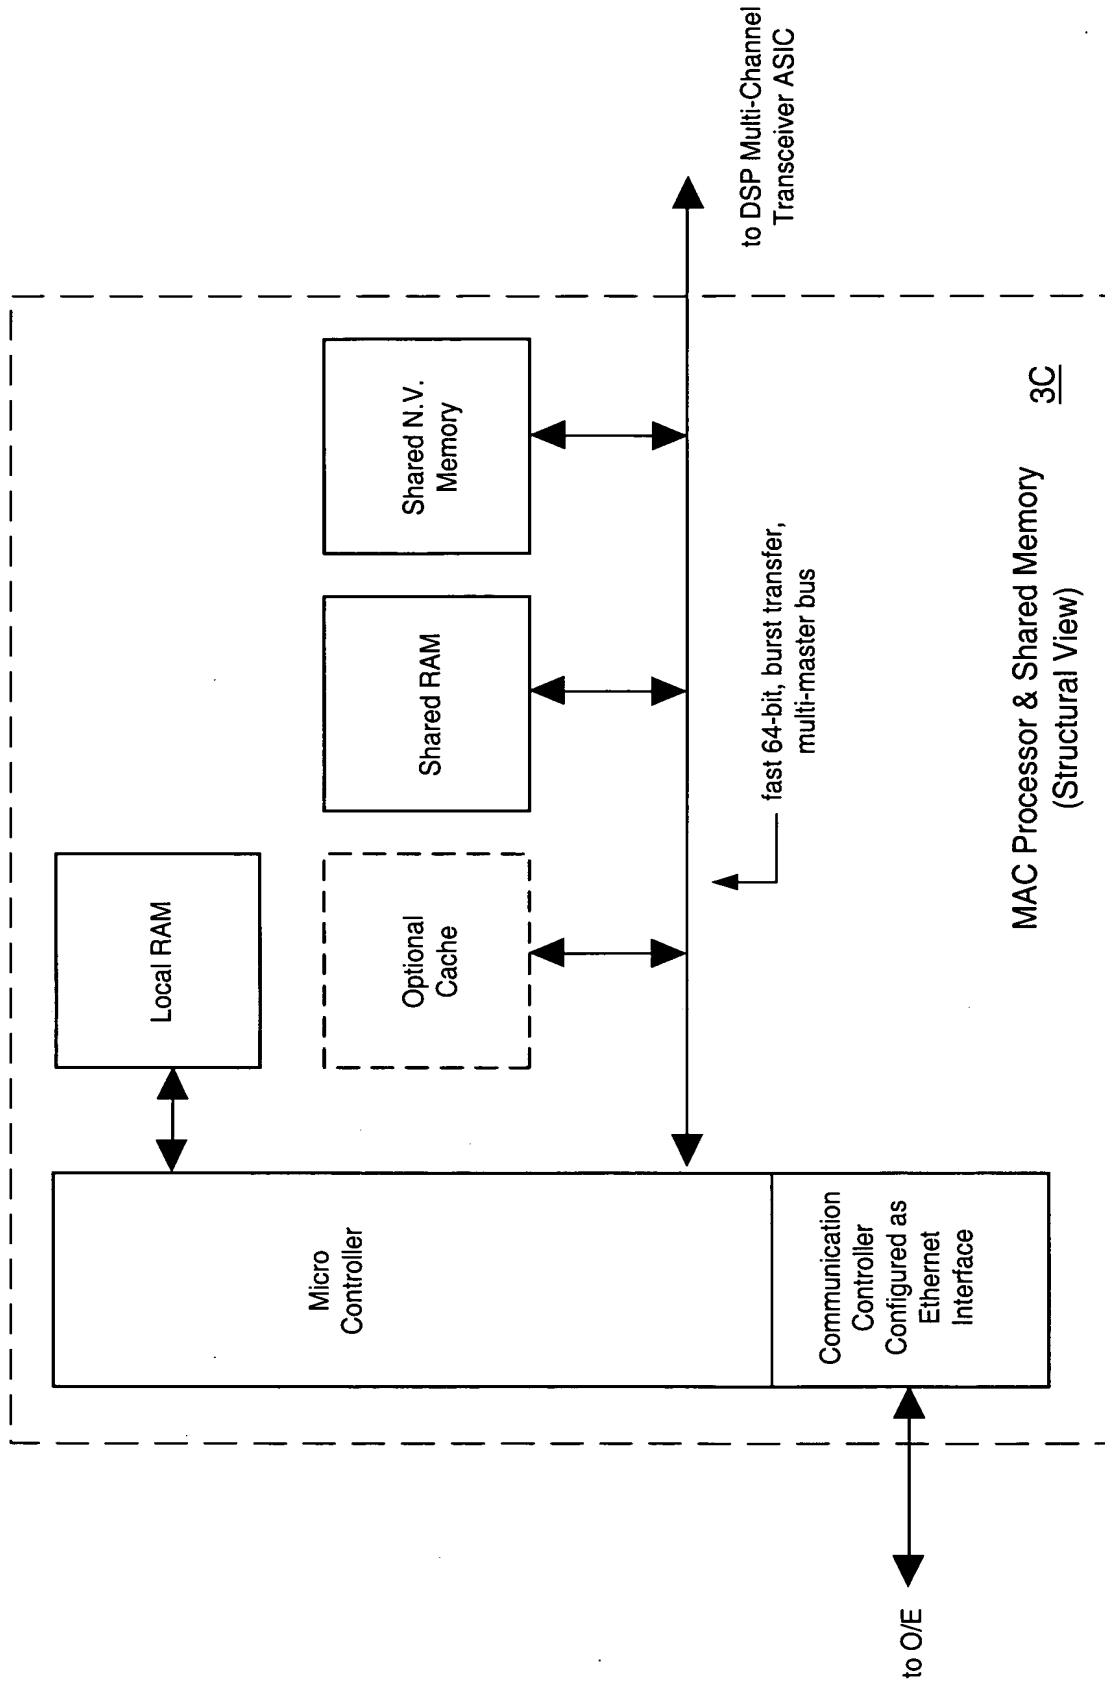 Local RAM
Micro
Controller
Optional
Cache
Shared RAM
Shared N.V.
Memory
to DSP Multi-Channel
Transceiver ASIC
fast 64-bit, burst transfer,
multi-master bus
Communication
Controller
Configured as
Ethernet
Interface
to O/E
MAC Processor & Shared Memory
(Structural View)
3C